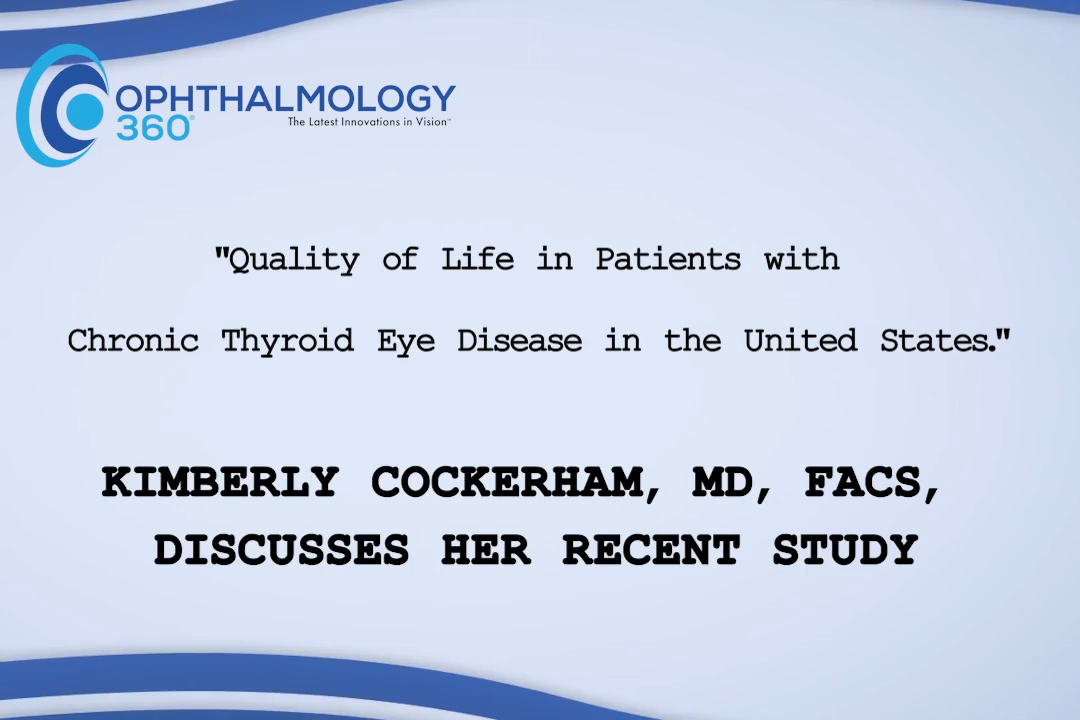 OPHTHALMOLOGY
360®
The Latest Innovations in Vision™
"Quality of Life in Patients with
Chronic Thyroid Eye Disease in the United States."
KIMBERLY COCKERHAM, MD, FACS,
DISCUSSES HER RECENT STUDY